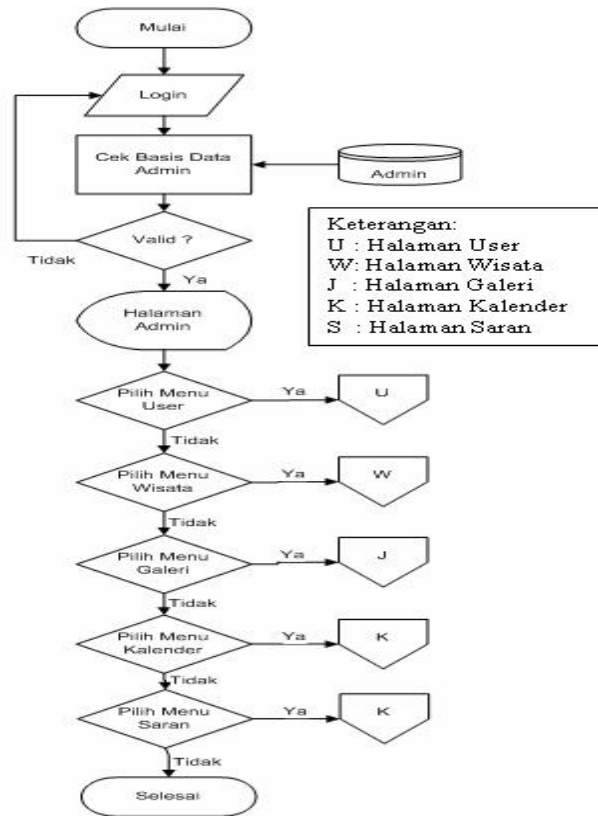 Mulai
Login
Cek Basis Data
Admin
Admin
Valid ?
Tidak
Ya
Keterangan:
U : Halaman User
W: Halaman Wisata
J : Halaman Galeri
K : Halaman Kalender
S : Halaman Saran
Halaman
Admin
Pilih Menu
User
Ya
U
Tidak
Pilih Menu
Wisata
Ya
W
Tidak
Pilih Menu
Galeri
Ya
J
Tidak
Pilih Menu
Kalender
Ya
K
Tidak
Pilih Menu
Saran
Ya
K
Tidak
Selesai